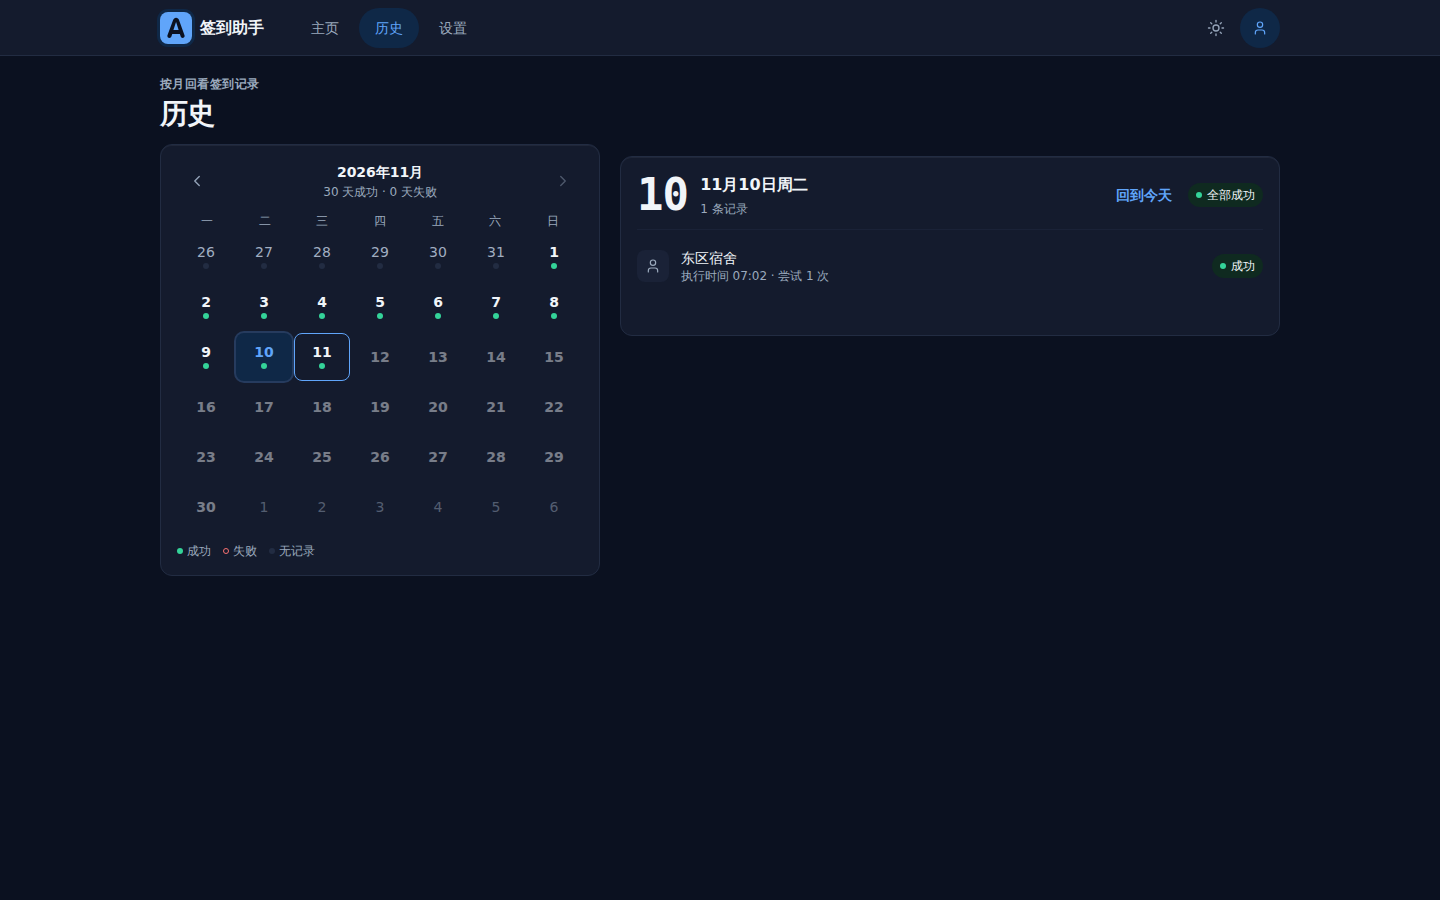 签到助手 主页 历史 设置
按月回看签到记录
历史
2026年11月
30 天成功 · 0 天失败
一 二 三 四 五 六 日
26 27 28 29 30 31 1
2 3 4 5 6 7 8
9 10 11 12 13 14 15
16 17 18 19 20 21 22
23 24 25 26 27 28 29
30 1 2 3 4 5 6
成功 失败 无记录
10 11月10日周二 回到今天 全部成功
1 条记录
东区宿舍 成功
执行时间 07:02 · 尝试 1 次